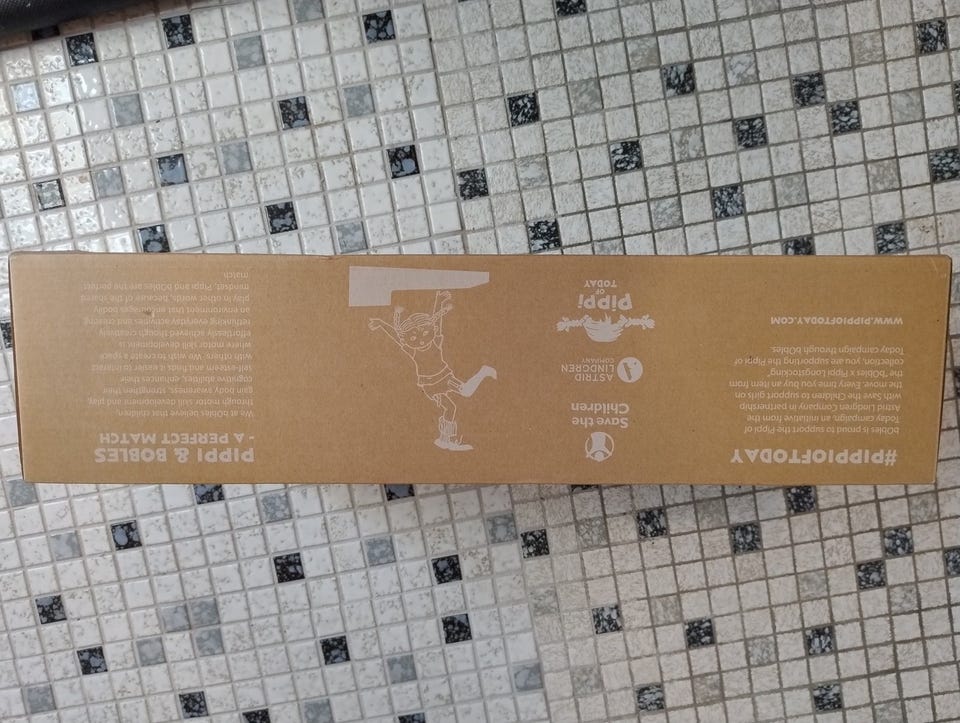 #PIPPIOFTODAY
bObles is proud to support the Pippi of
Today campaign, an initiative from the
Astrid Lindgren Company in partnership
with Save the Children to support girls on
the move. Every time you buy an item from
the bObles "Pippi Longstocking"
collection, you are supporting the Pippi of
Today campaign through bObles.
WWW.PIPPIOFTODAY.COM
Save the
Children
ASTRID
LINDGREN
COMPANY
PiPPi
OF
TODAY
PIPPI & BOBLES
- A PERFECT MATCH
We at bObles believe that children,
through motor skill development and play,
gain body awareness, strengthen their
cognitive abilities, enhances their
self-esteem and find it easier to interact
with others. We wish to create a space
where motor skill development is
effortlessly achieved through
rethinking everyday activities and creating
an environment that encourages bodily
play in other words, because of the shared
mindset, Pippi and bObles are the perfect
match